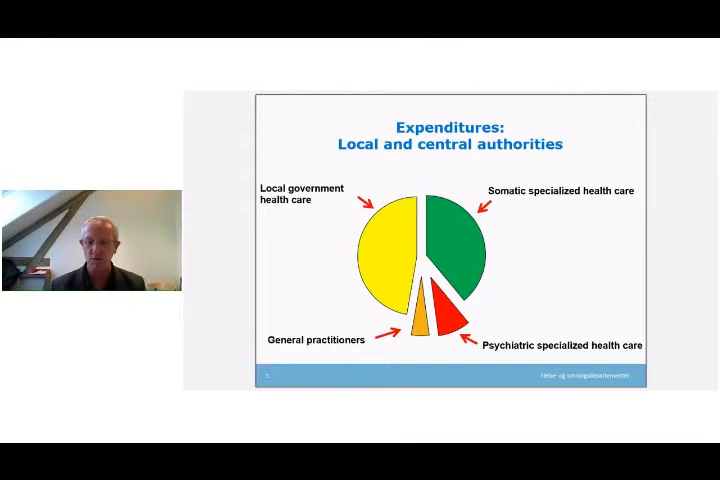 Expenditures:
Local and central authorities
Local government
health care
Somatic specialized health care
General practitioners
Psychiatric specialized health care
5
Helse- og omsorgsdepartementet